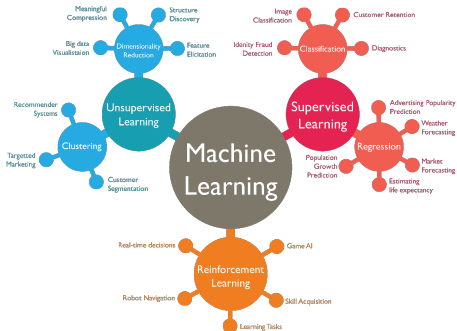 Meaningful
Compression
Structure
Discovery
Big data
Visualistation
Dimensionality
Reduction
Feature
Elicitation
Recommender
Systems
Unsupervised
Learning
Clustering
Targetted
Marketing
Customer
Segmentation
Machine
Learning
Image
Classification
Customer Retention
Idenity Fraud
Detection
Classification
Diagnostics
Supervised
Learning
Advertising Popularity
Prediction
Weather
Forecasting
Regression
Population
Growth
Prediction
Market
Forecasting
Estimating
life expectancy
Real-time decisions
Game AI
Reinforcement
Learning
Robot Navigation
Skill Acquisition
Learning Tasks